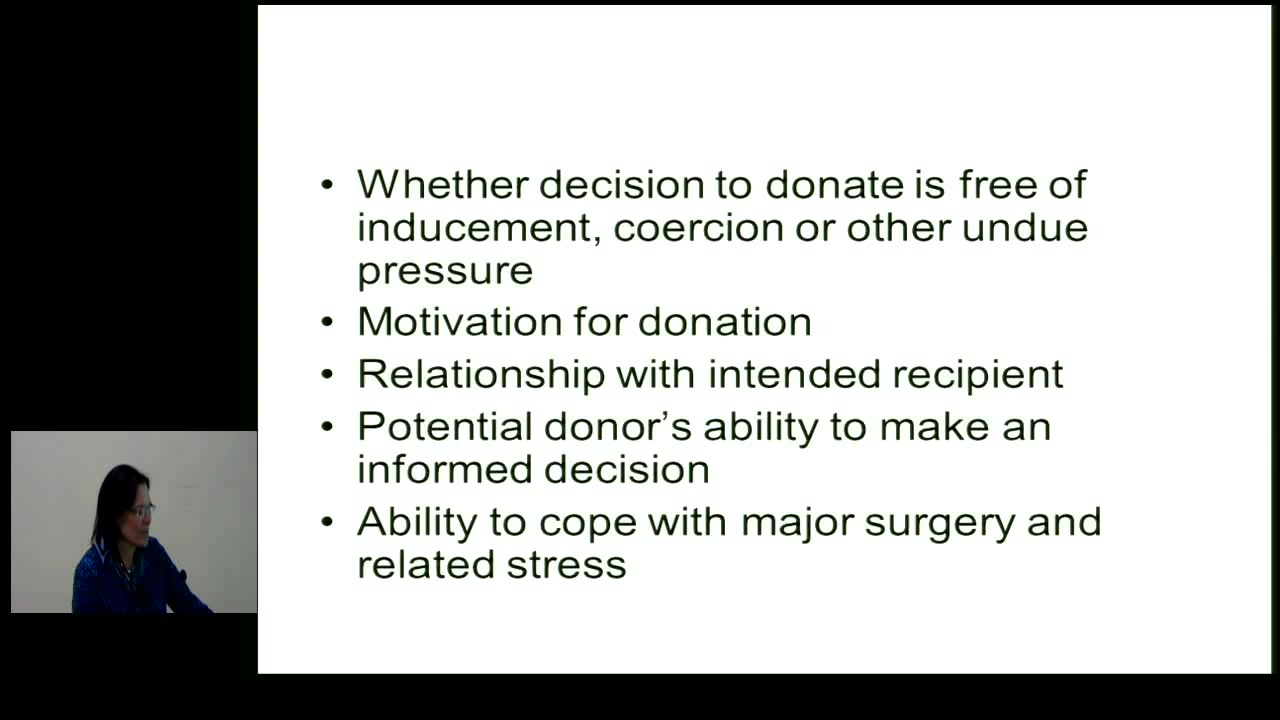 • Whether decision to donate is free of
inducement, coercion or other undue
pressure
• Motivation for donation
• Relationship with intended recipient
• Potential donor’s ability to make an
informed decision
• Ability to cope with major surgery and
related stress